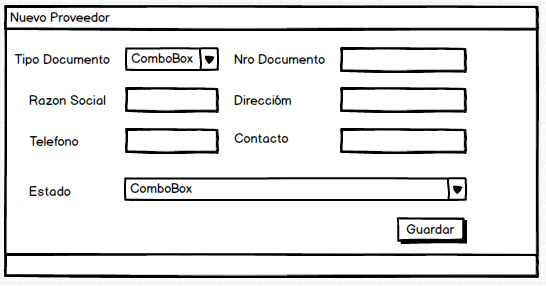 Nuevo Proveedor
Tipo Documento ComboBox Nro Documento
Razon Social Direccióm
Telefono Contacto
Estado ComboBox
Guardar